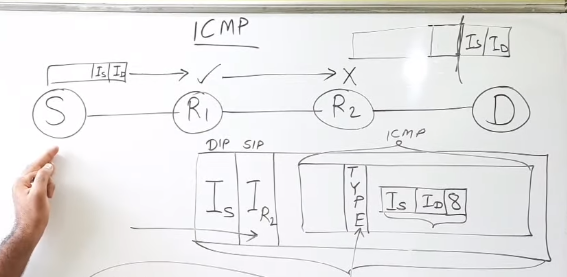 ICMP
IS ID
IS ID
✓ X
S R1 R2 D
ICMP
DIP SIP
IS IR2 TYPE IS ID 8